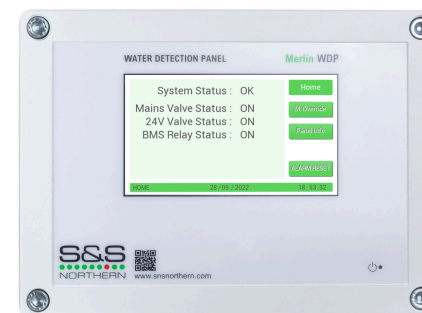 WATER DETECTION PANEL Merlin WDP
System Status : OK
Mains Valve Status : ON
24V Valve Status : ON
BMS Relay Status : ON
Home
M.Override
Panel Info
ALARM RESET
HOME 28/09/2022 18:53:32
S&S
NORTHERN
www.snsnorthern.com